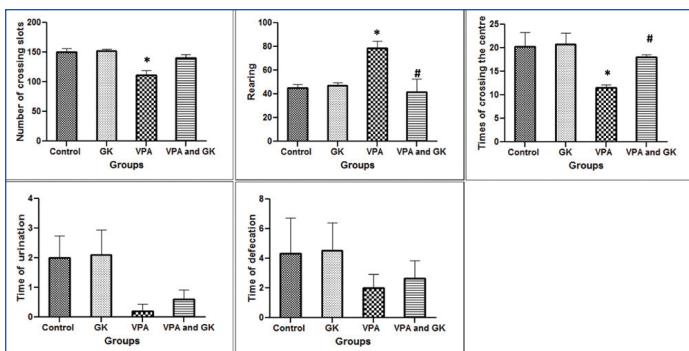 Number of crossing slots
200
150
100
50
0
*
Control GK VPA VPA and GK
Groups
Rearing
100
80
60
40
20
0
*
#
Control GK VPA VPA and GK
Groups
Times of crossing the centre
25
20
15
10
5
0
*
#
Control GK VPA VPA and GK
Groups
Time of urination
4
3
2
1
0
Control GK VPA VPA and GK
Groups
Time of defecation
8
6
4
2
0
Control GK VPA VPA and GK
Groups